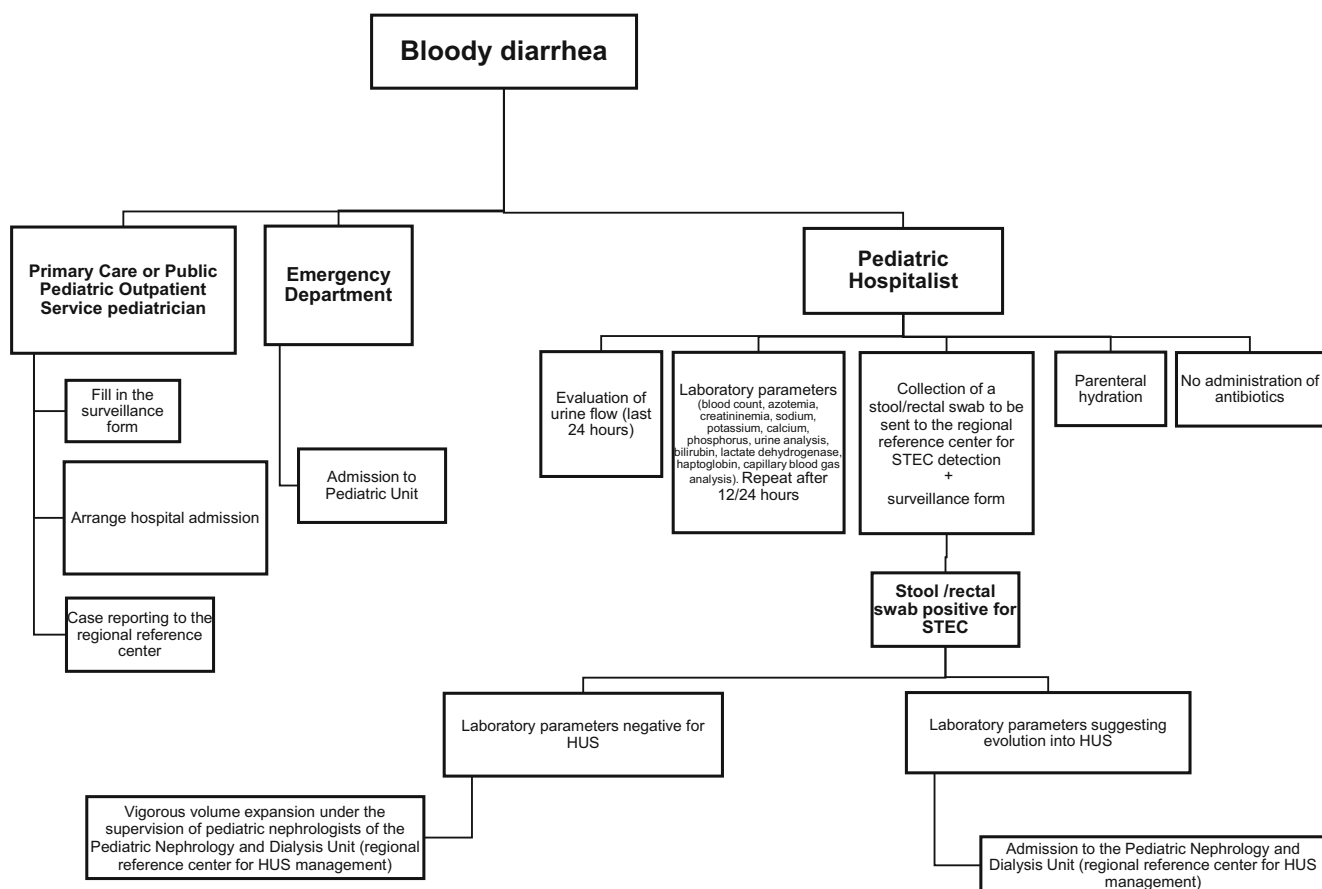 Bloody diarrhea
Primary Care or Public
Pediatric Outpatient
Service pediatrician
Fill in the
surveillance
form
Arrange hospital admission
Case reporting to the
regional reference
center
Emergency
Department
Admission to
Pediatric Unit
Pediatric
Hospitalist
Evaluation of
urine flow (last
24 hours)
Laboratory parameters
(blood count, azotemia,
creatininemia, sodium,
potassium, calcium,
phosphorus, urine analysis,
bilirubin, lactate dehydrogenase,
haptoglobin, capillary blood gas
analysis). Repeat after
12/24 hours
Collection of a
stool/rectal swab to be
sent to the regional
reference center for
STEC detection
+
surveillance form
Parenteral
hydration
No administration of
antibiotics
Stool /rectal
swab positive for
STEC
Laboratory parameters negative for
HUS
Vigorous volume expansion under the
supervision of pediatric nephrologists of the
Pediatric Nephrology and Dialysis Unit (regional
reference center for HUS management)
Laboratory parameters suggesting
evolution into HUS
Admission to the Pediatric Nephrology and
Dialysis Unit (regional reference center for HUS
management)